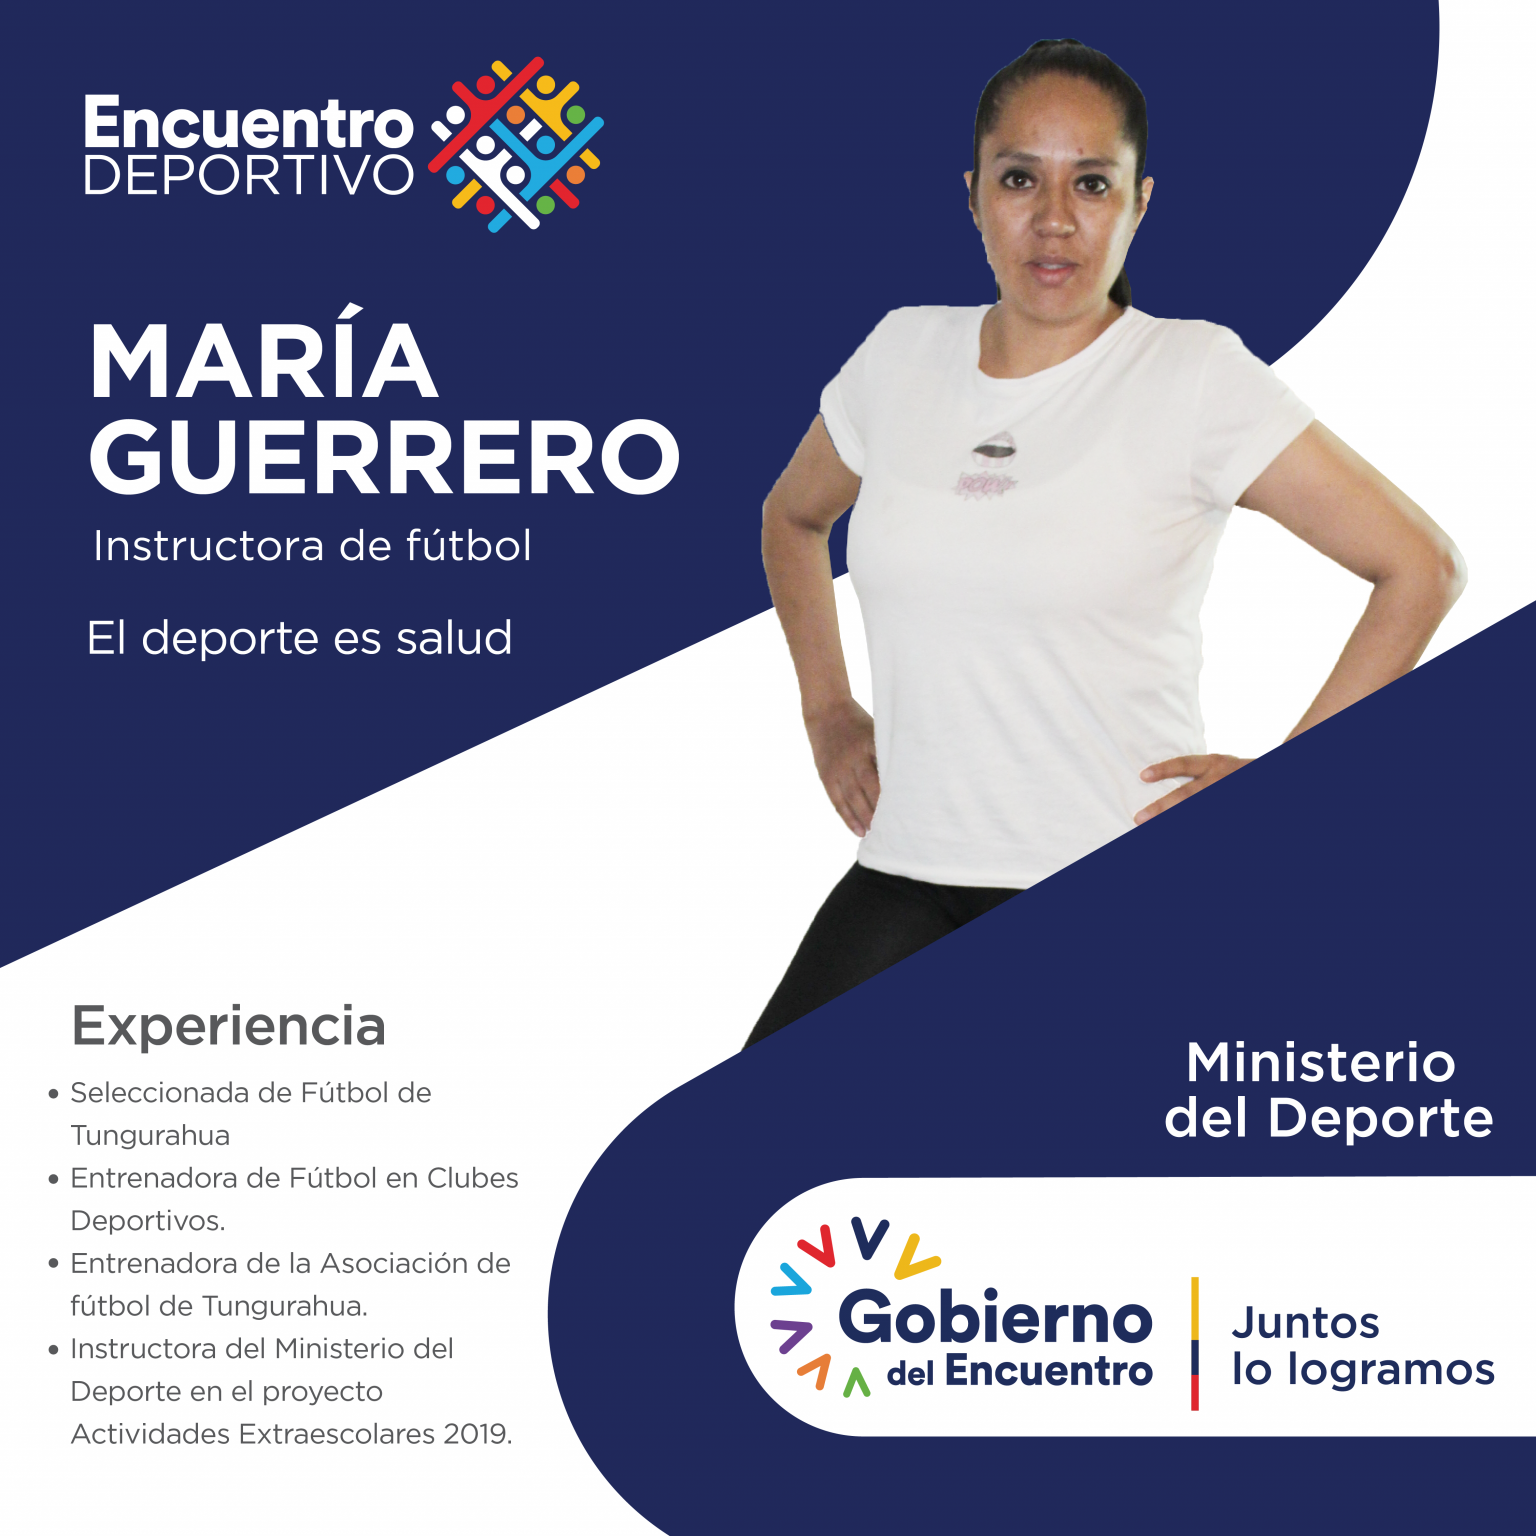 Encuentro
DEPORTIVO
MARÍA
GUERRERO
Instructora de fútbol
El deporte es salud
Experiencia
• Seleccionada de Fútbol de
Tungurahua
• Entrenadora de Fútbol en Clubes
Deportivos.
• Entrenadora de la Asociación de
fútbol de Tungurahua.
• Instructora del Ministerio del
Deporte en el proyecto
Actividades Extraescolares 2019.
Ministerio
del Deporte
Gobierno
del Encuentro
Juntos
lo logramos